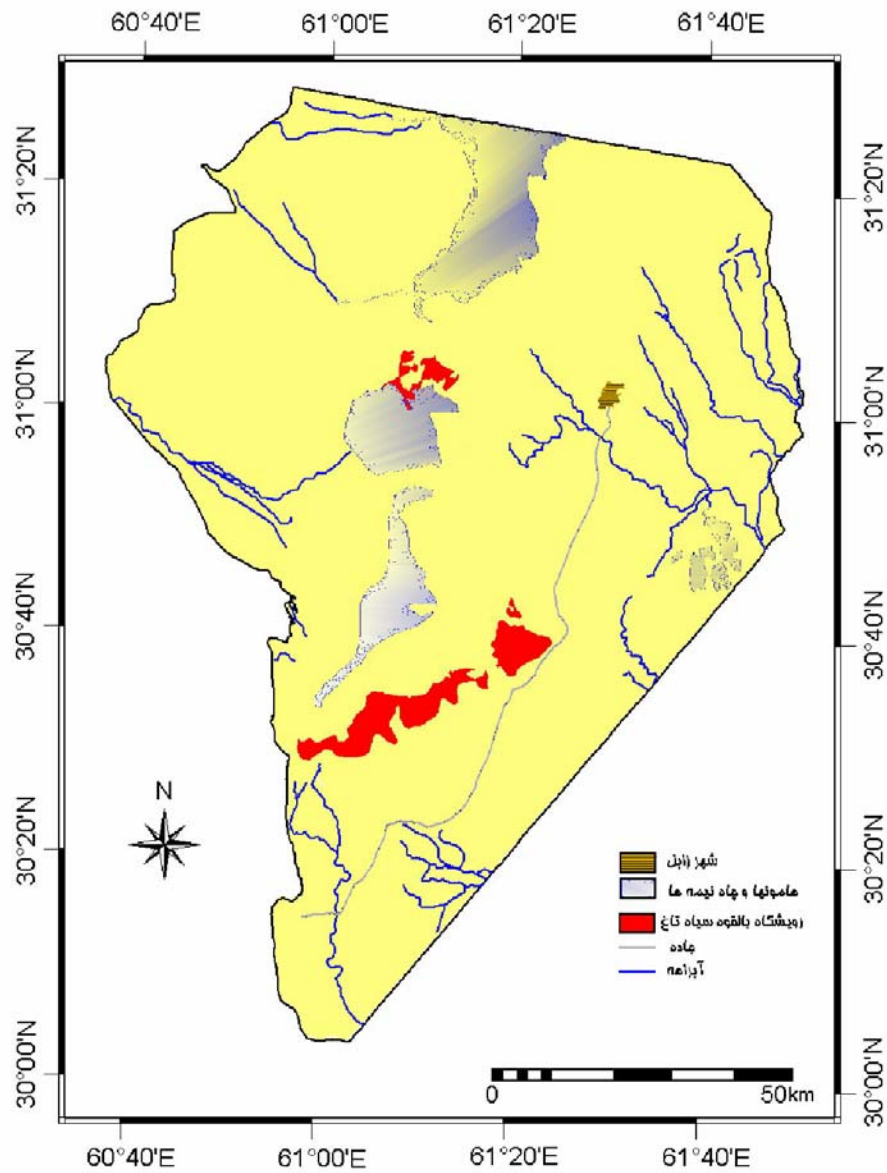 60°40'E 61°00'E 61°20'E 61°40'E
31°20'N 31°20'N
31°00'N 31°00'N
30°40'N 30°40'N
N
30°20'N 30°20'N
شهر زابل
هامونها و چاه نیمه ها
رویشگاه بالقوه سیاه تاغ
جاده
آبراهه
30°00'N 30°00'N
0 50km
60°40'E 61°00'E 61°20'E 61°40'E